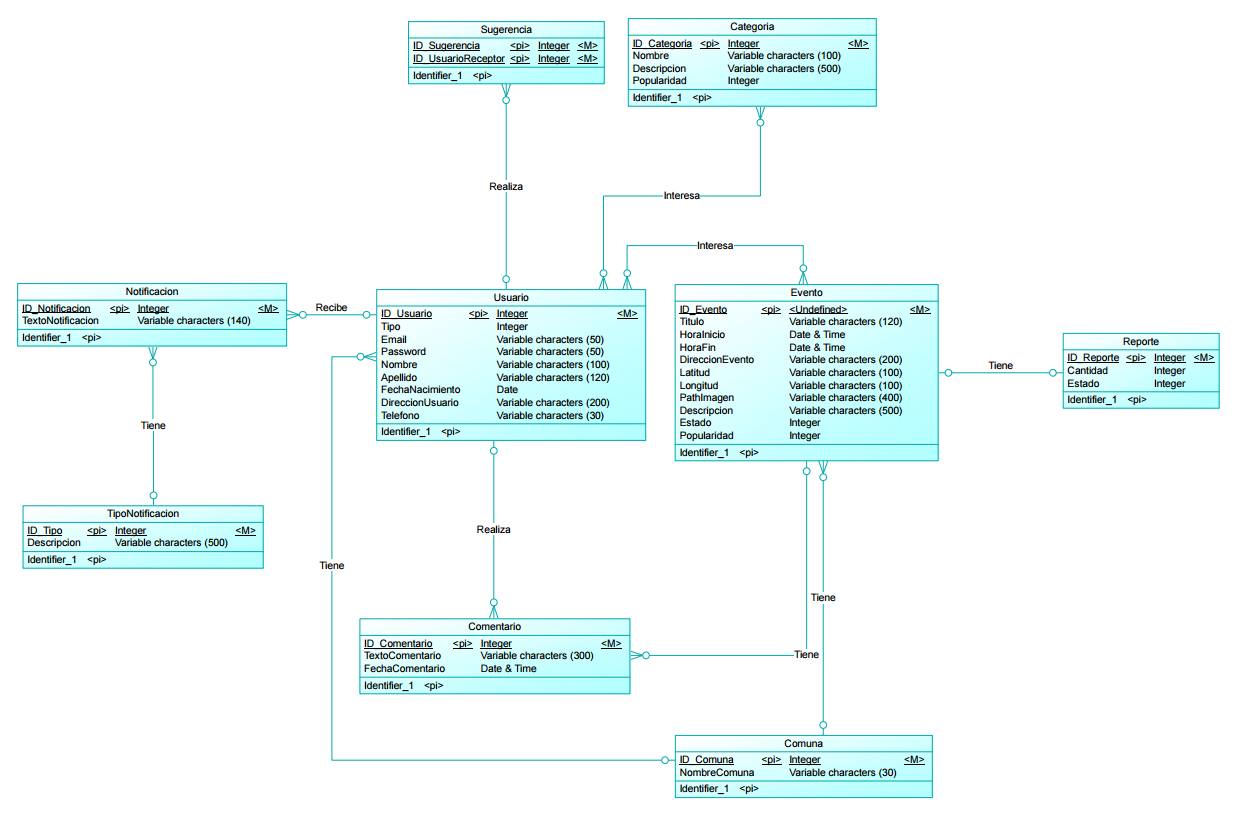 Sugerencia
ID_Sugerencia <pi> Integer <M>
ID_UsuarioReceptor <pi> Integer <M>
Identifier_1 <pi>
Categoria
ID_Categoria <pi> Integer <M>
Nombre Variable characters (100)
Descripcion Variable characters (500)
Popularidad Integer
Identifier_1 <pi>
Realiza
Interesa
Interesa
Notificacion
ID_Notificacion <pi> Integer <M>
TextoNotificacion Variable characters (140)
Identifier_1 <pi>
Recibe
Usuario
ID_Usuario <pi> Integer <M>
Tipo Integer
Email Variable characters (50)
Password Variable characters (50)
Nombre Variable characters (100)
Apellido Variable characters (120)
FechaNacimiento Date
DireccionUsuario Variable characters (200)
Telefono Variable characters (30)
Identifier_1 <pi>
Evento
ID_Evento <pi> <Undefined> <M>
Titulo Variable characters (120)
HoraInicio Date & Time
HoraFin Date & Time
DireccionEvento Variable characters (200)
Latitud Variable characters (100)
Longitud Variable characters (100)
PathImagen Variable characters (400)
Descripcion Variable characters (500)
Estado Integer
Popularidad Integer
Identifier_1 <pi>
Tiene
Reporte
ID_Reporte <pi> Integer <M>
Cantidad Integer
Estado Integer
Identifier_1 <pi>
Tiene
TipoNotificacion
ID_Tipo <pi> Integer <M>
Descripcion Variable characters (500)
Identifier_1 <pi>
Realiza
Tiene
Tiene
Comentario
ID_Comentario <pi> Integer <M>
TextoComentario Variable characters (300)
FechaComentario Date & Time
Identifier_1 <pi>
Tiene
Comuna
ID_Comuna <pi> Integer <M>
NombreComuna Variable characters (30)
Identifier_1 <pi>